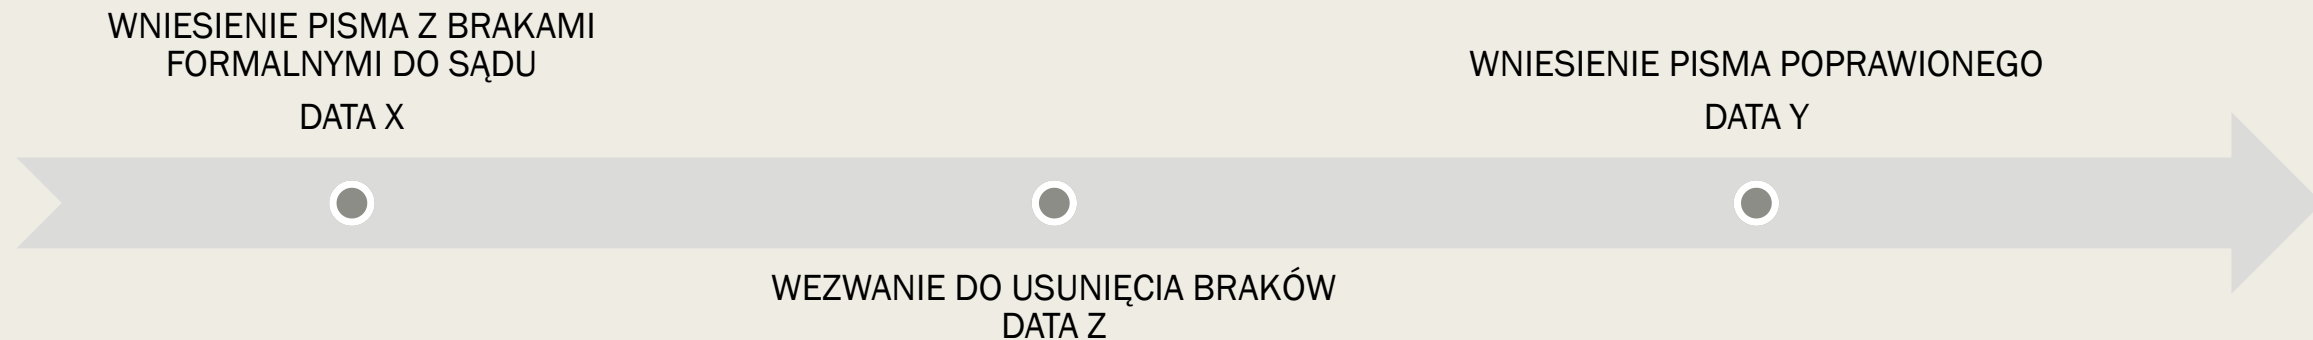 WNIESIENIE PISMA Z BRAKAMI
FORMALNYMI DO SĄDU
DATA X
WEZWANIE DO USUNIĘCIA BRAKÓW
DATA Z
WNIESIENIE PISMA POPRAWIONEGO
DATA Y